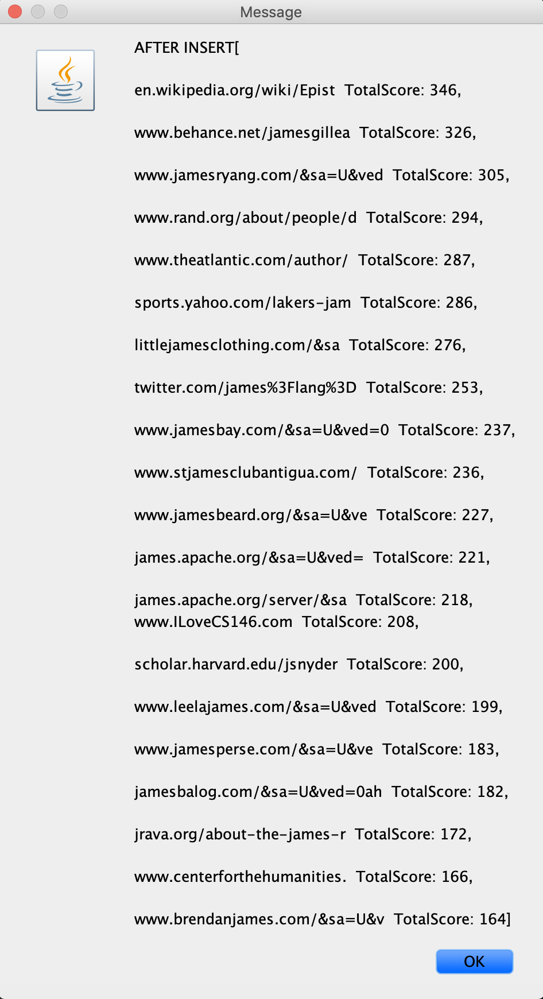 Message
AFTER INSERT[
en.wikipedia.org/wiki/Epist  TotalScore: 346,
www.behance.net/jamesgillea  TotalScore: 326,
www.jamesryang.com/&sa=U&ved  TotalScore: 305,
www.rand.org/about/people/d  TotalScore: 294,
www.theatlantic.com/author/  TotalScore: 287,
sports.yahoo.com/lakers-jam  TotalScore: 286,
littlejamesclothing.com/&sa  TotalScore: 276,
twitter.com/james%3Flang%3D  TotalScore: 253,
www.jamesbay.com/&sa=U&ved=0  TotalScore: 237,
www.stjamesclubantigua.com/  TotalScore: 236,
www.jamesbeard.org/&sa=U&ve  TotalScore: 227,
james.apache.org/&sa=U&ved=  TotalScore: 221,
james.apache.org/server/&sa  TotalScore: 218,
www.ILoveCS146.com  TotalScore: 208,
scholar.harvard.edu/jsnyder  TotalScore: 200,
www.leelajames.com/&sa=U&ved  TotalScore: 199,
www.jamesperse.com/&sa=U&ve  TotalScore: 183,
jamesbalog.com/&sa=U&ved=0ah  TotalScore: 182,
jrava.org/about-the-james-r  TotalScore: 172,
www.centerforthehumanities.  TotalScore: 166,
www.brendanjames.com/&sa=U&v  TotalScore: 164]
OK